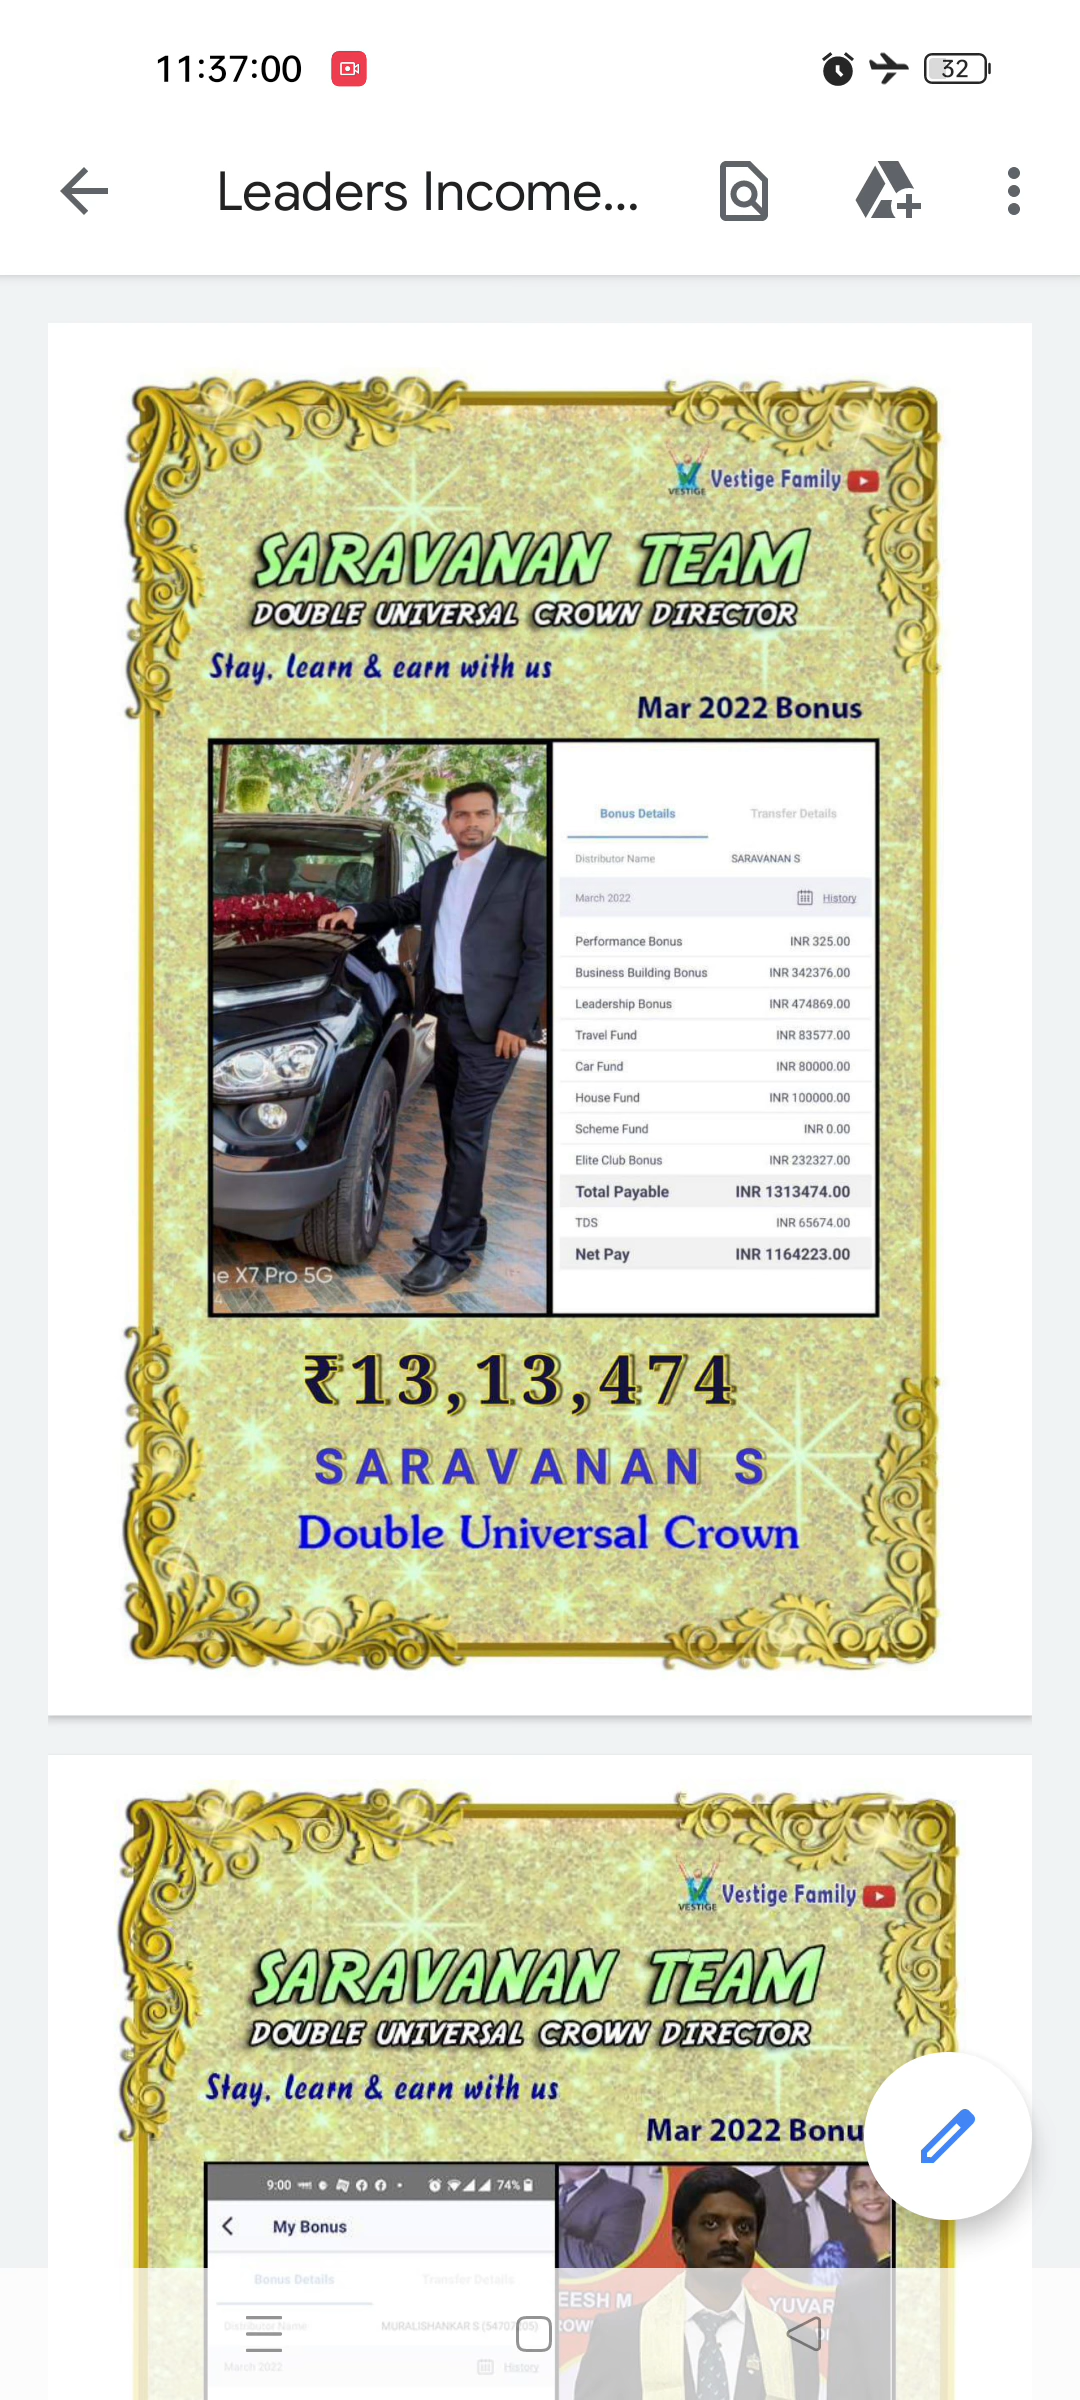 11:37:00
32
Leaders Income...
VESTIGE
Vestige Family
SARAVANAN TEAM
DOUBLE UNIVERSAL CROWN DIRECTOR
Stay, learn & earn with us
Mar 2022 Bonus
Bonus Details Transfer Details
Distributor Name SARAVANAN S
March 2022 History
Performance Bonus INR 325.00
Business Building Bonus INR 342376.00
Leadership Bonus INR 474869.00
Travel Fund INR 83577.00
Car Fund INR 80000.00
House Fund INR 100000.00
Scheme Fund INR 0.00
Elite Club Bonus INR 232327.00
Total Payable INR 1313474.00
TDS INR 65674.00
Net Pay INR 1164223.00
e X7 Pro 5G
₹13,13,474
SARAVANAN S
Double Universal Crown
VESTIGE
Vestige Family
SARAVANAN TEAM
DOUBLE UNIVERSAL CROWN DIRECTOR
Stay, learn & earn with us
Mar 2022 Bonu
9:00 74%
My Bonus
Bonus Details Transfer Details
Distributor Name MURALISHANKAR S
March 2022 History
EESH M
YUVAR